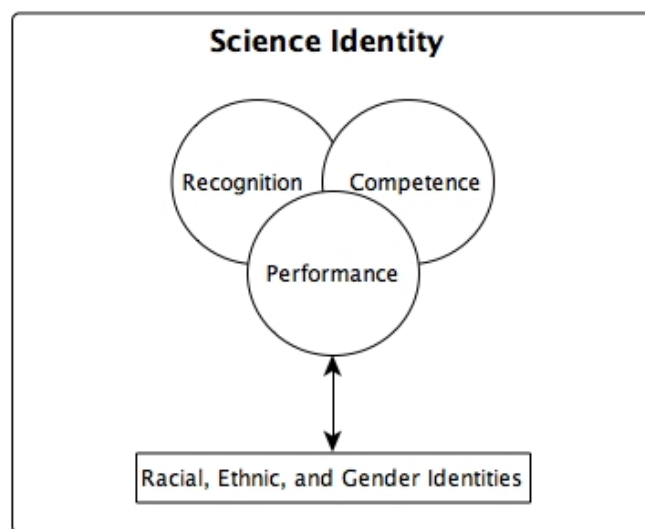 Science Identity
Recognition
Competence
Performance
Racial, Ethnic, and Gender Identities